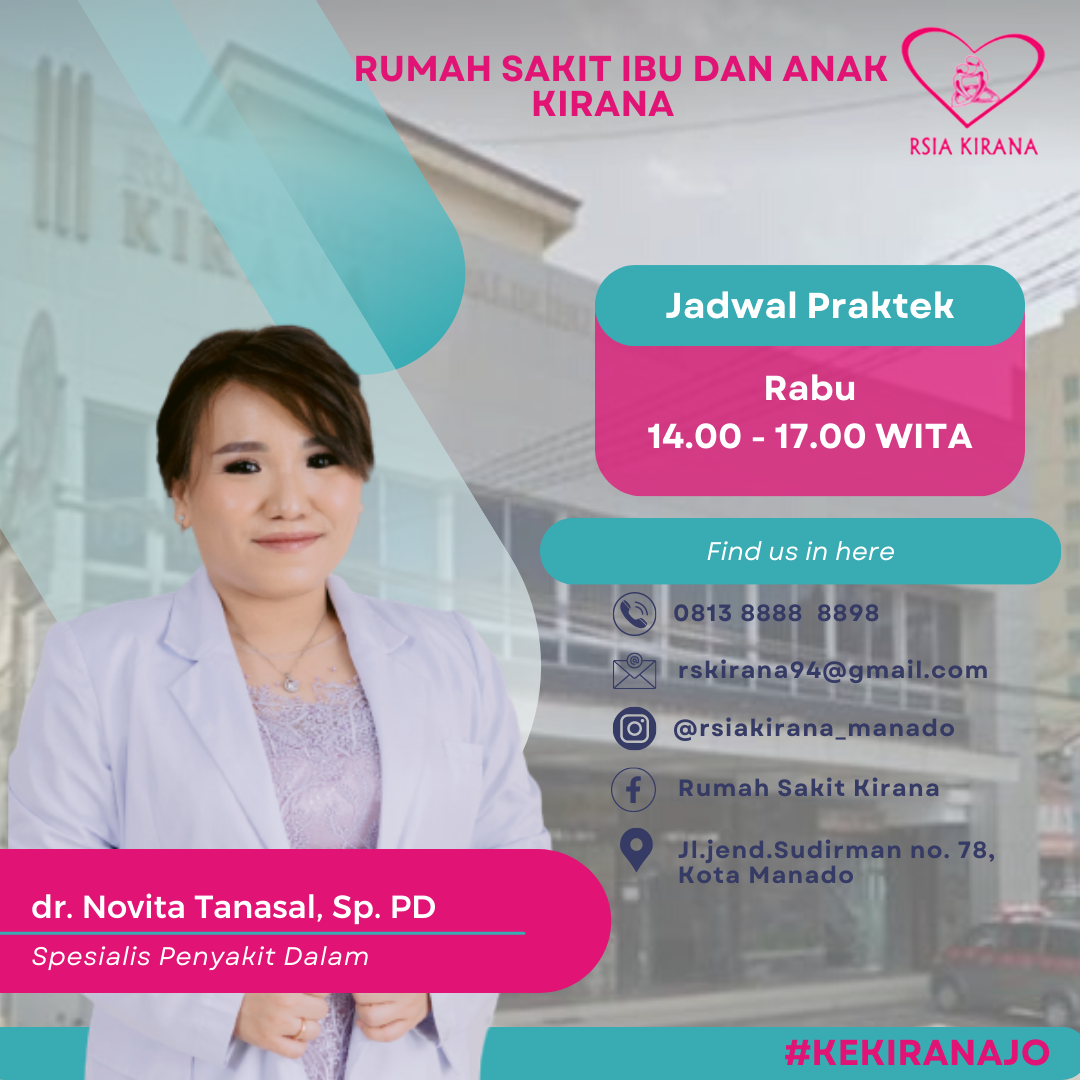 RUMAH SAKIT IBU DAN ANAK
KIRANA
RSIA KIRANA
KIRANA
Jadwal Praktek
Rabu
14.00 - 17.00 WITA
Find us in here
0813 8888 8898
rskirana94@gmail.com
@rsiakirana_manado
Rumah Sakit Kirana
Jl.jend.Sudirman no. 78,
Kota Manado
dr. Novita Tanasal, Sp. PD
Spesialis Penyakit Dalam
#KEKIRANAJO